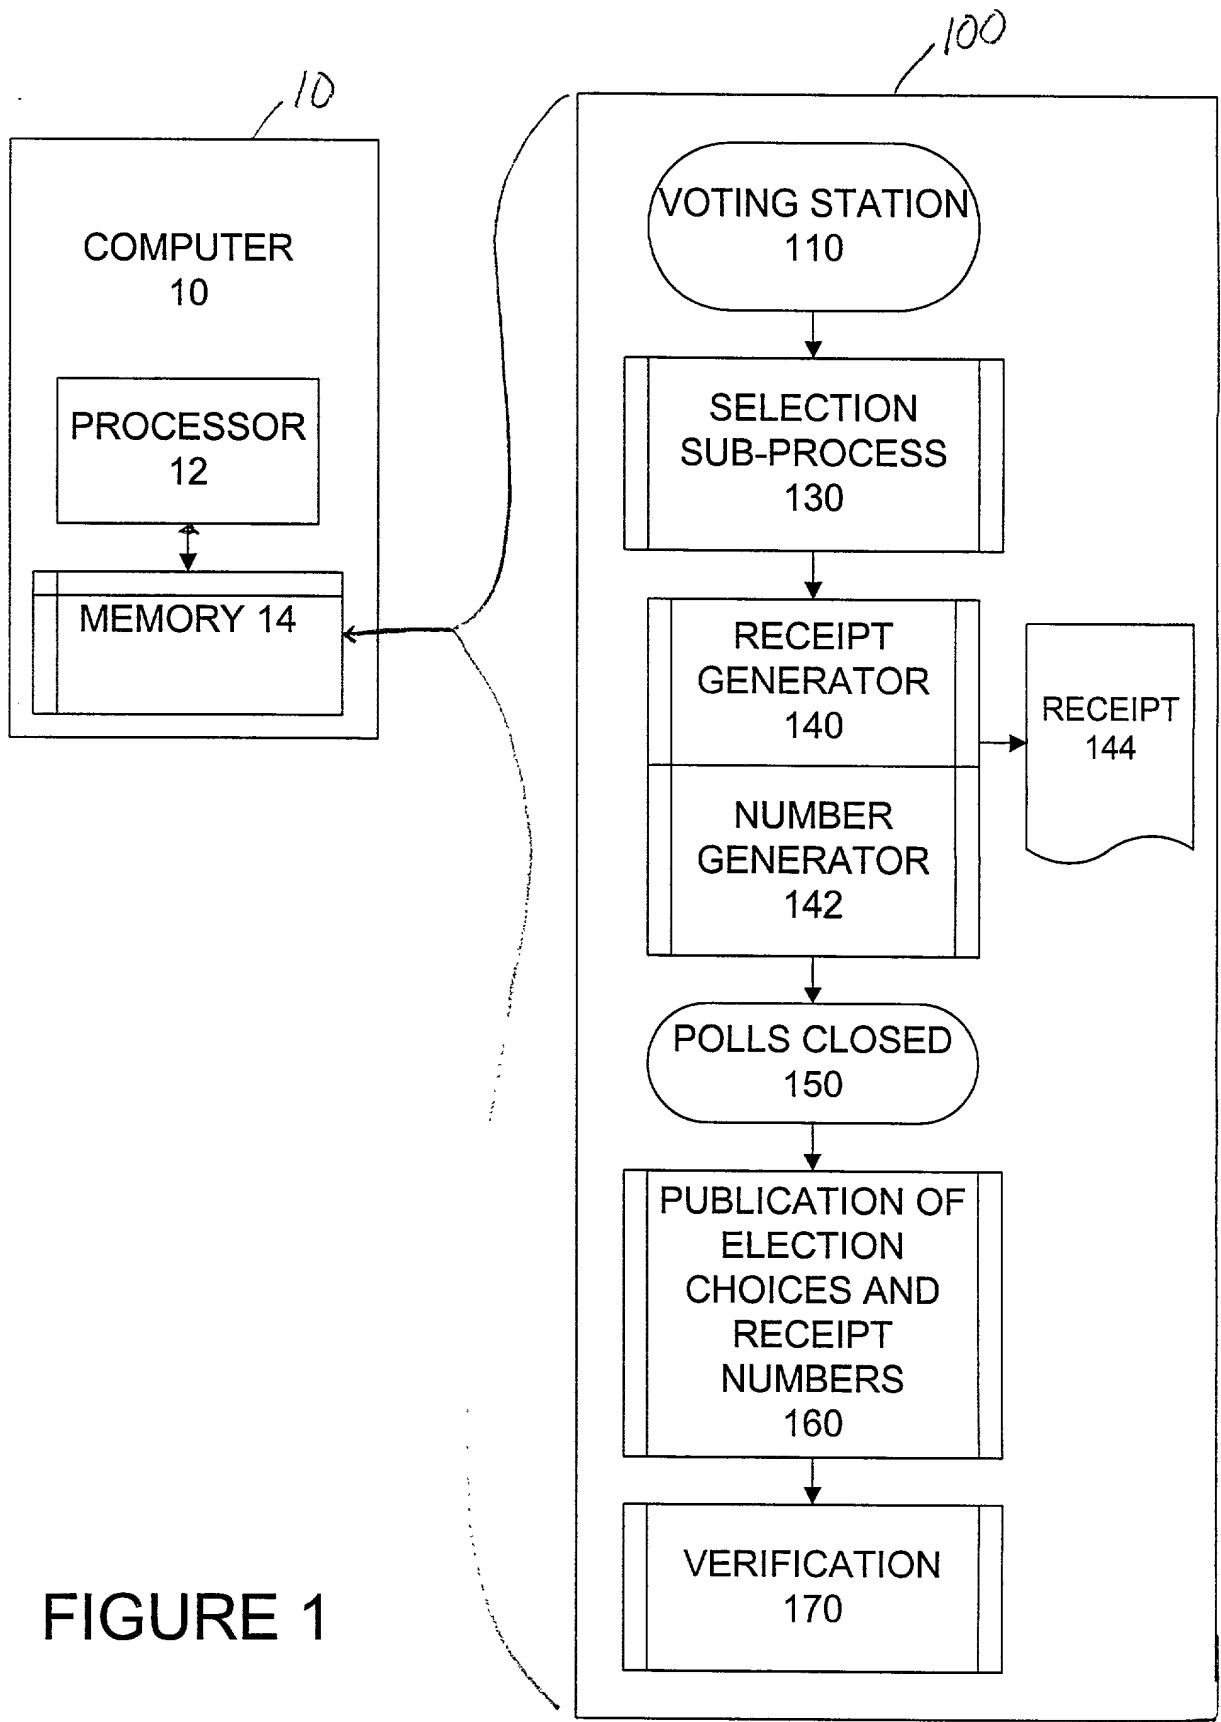 100
10
COMPUTER
10
PROCESSOR
12
MEMORY 14
VOTING STATION
110
SELECTION
SUB-PROCESS
130
RECEIPT
GENERATOR
140
NUMBER
GENERATOR
142
RECEIPT
144
POLLS CLOSED
150
PUBLICATION OF
ELECTION
CHOICES AND
RECEIPT
NUMBERS
160
VERIFICATION
170
FIGURE 1